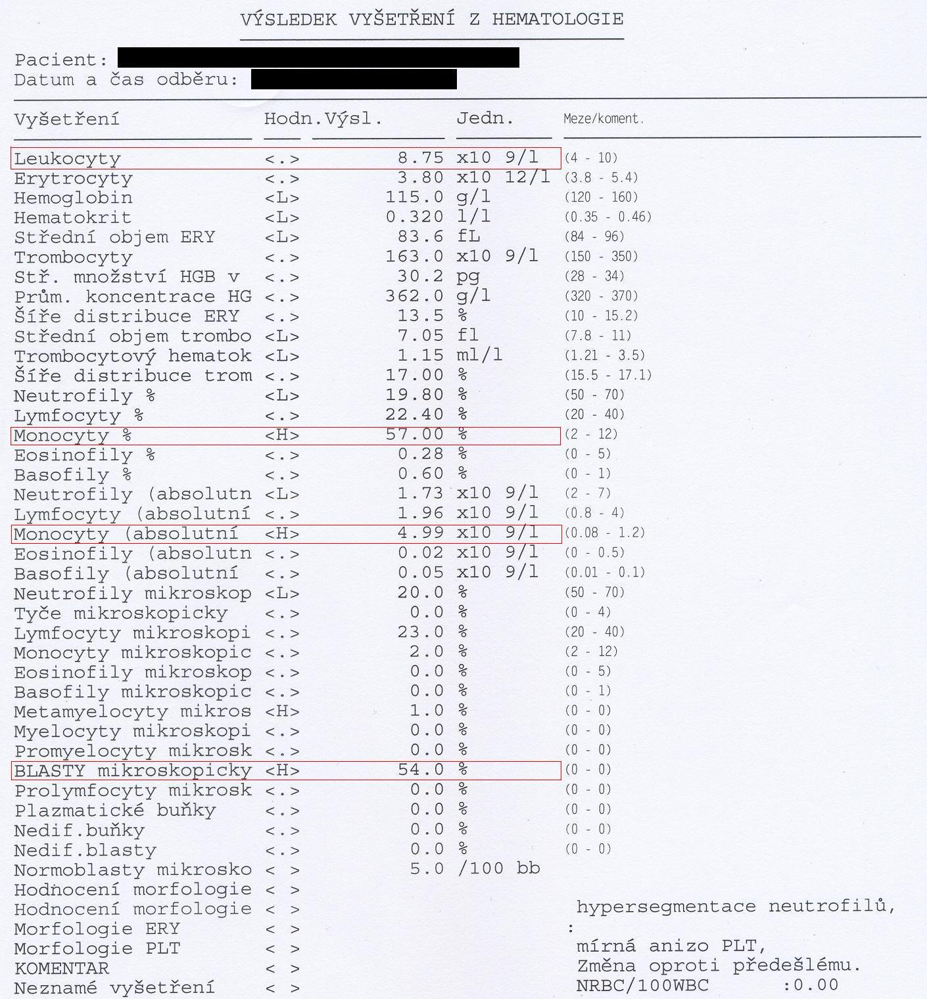 VÝSLEDEK VYŠETŘENÍ Z HEMATOLOGIE
Pacient:
Datum a čas odběru:
Vyšetření Hodn.Výsl. Jedn. Meze/koment.
Leukocyty <.> 8.75 x10 9/l (4 - 10)
Erytrocyty <.> 3.80 x10 12/l (3.8 - 5.4)
Hemoglobin <L> 115.0 g/l (120 - 160)
Hematokrit <L> 0.320 l/l (0.35 - 0.46)
Střední objem ERY <L> 83.6 fL (84 - 96)
Trombocyty <.> 163.0 x10 9/l (150 - 350)
Stř. množství HGB v <.> 30.2 pg (28 - 34)
Prům. koncentrace HG <.> 362.0 g/l (320 - 370)
Šíře distribuce ERY <.> 13.5 % (10 - 15.2)
Střední objem trombo <L> 7.05 fl (7.8 - 11)
Trombocytový hematok <L> 1.15 ml/l (1.21 - 3.5)
Šíře distribuce trom <.> 17.00 % (15.5 - 17.1)
Neutrofily % <L> 19.80 % (50 - 70)
Lymfocyty % <.> 22.40 % (20 - 40)
Monocyty % <H> 57.00 % (2 - 12)
Eosinofily % <.> 0.28 % (0 - 5)
Basofily % <.> 0.60 % (0 - 1)
Neutrofily (absolutn <L> 1.73 x10 9/l (2 - 7)
Lymfocyty (absolutní <.> 1.96 x10 9/l (0.8 - 4)
Monocyty (absolutní <H> 4.99 x10 9/l (0.08 - 1.2)
Eosinofily (absolutn <.> 0.02 x10 9/l (0 - 0.5)
Basofily (absolutní <.> 0.05 x10 9/l (0.01 - 0.1)
Neutrofily mikroskop <L> 20.0 % (50 - 70)
Tyče mikroskopicky <.> 0.0 % (0 - 4)
Lymfocyty mikroskopi <.> 23.0 % (20 - 40)
Monocyty mikroskopic <.> 2.0 % (2 - 12)
Eosinofily mikroskop <.> 0.0 % (0 - 5)
Basofily mikroskopic <.> 0.0 % (0 - 1)
Metamyelocyty mikros <H> 1.0 % (0 - 0)
Myelocyty mikroskopi <.> 0.0 % (0 - 0)
Promyelocyty mikrosk <.> 0.0 % (0 - 0)
BLASTY mikroskopicky <H> 54.0 % (0 - 0)
Prolymfocyty mikrosk <.> 0.0 % (0 - 0)
Plazmatické buňky <.> 0.0 % (0 - 0)
Nedif.buňky <.> 0.0 % (0 - 0)
Nedif.blasty <.> 0.0 % (0 - 0)
Normoblasty mikrosko < > 5.0 /100 bb
Hodnocení morfologie < >
Hodnocení morfologie < > hypersegmentace neutrofilů,
Morfologie ERY < > :
Morfologie PLT < > mírná anizo PLT,
KOMENTAR < > Změna oproti předešlému.
Neznamé vyšetření < > NRBC/100WBC :0.00